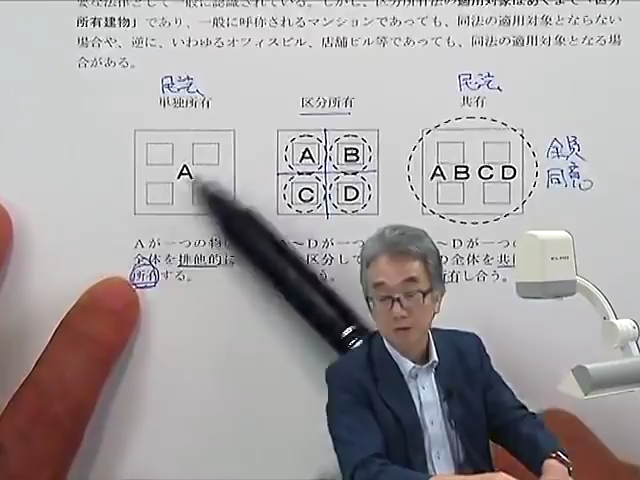 要な法律として一般に認識されている。しかし、区分所有法の適用対象はあくまで「区分
所有建物」であり、一般に呼称されるマンションであっても、同法の適用対象とならない
場合や、逆に、いわゆるオフィスビル、店舗ビル等であっても、同法の適用対象となる場
合がある。
民法
民法
単独所有
区分所有
共有
A
A B
C D
A B C D
全員
同意
Aが一つの物
～Dが一つ
～Dが一つの
全体を排他的に
区分して
の全体を共
所有する。
う。
有し合う。
ELMO